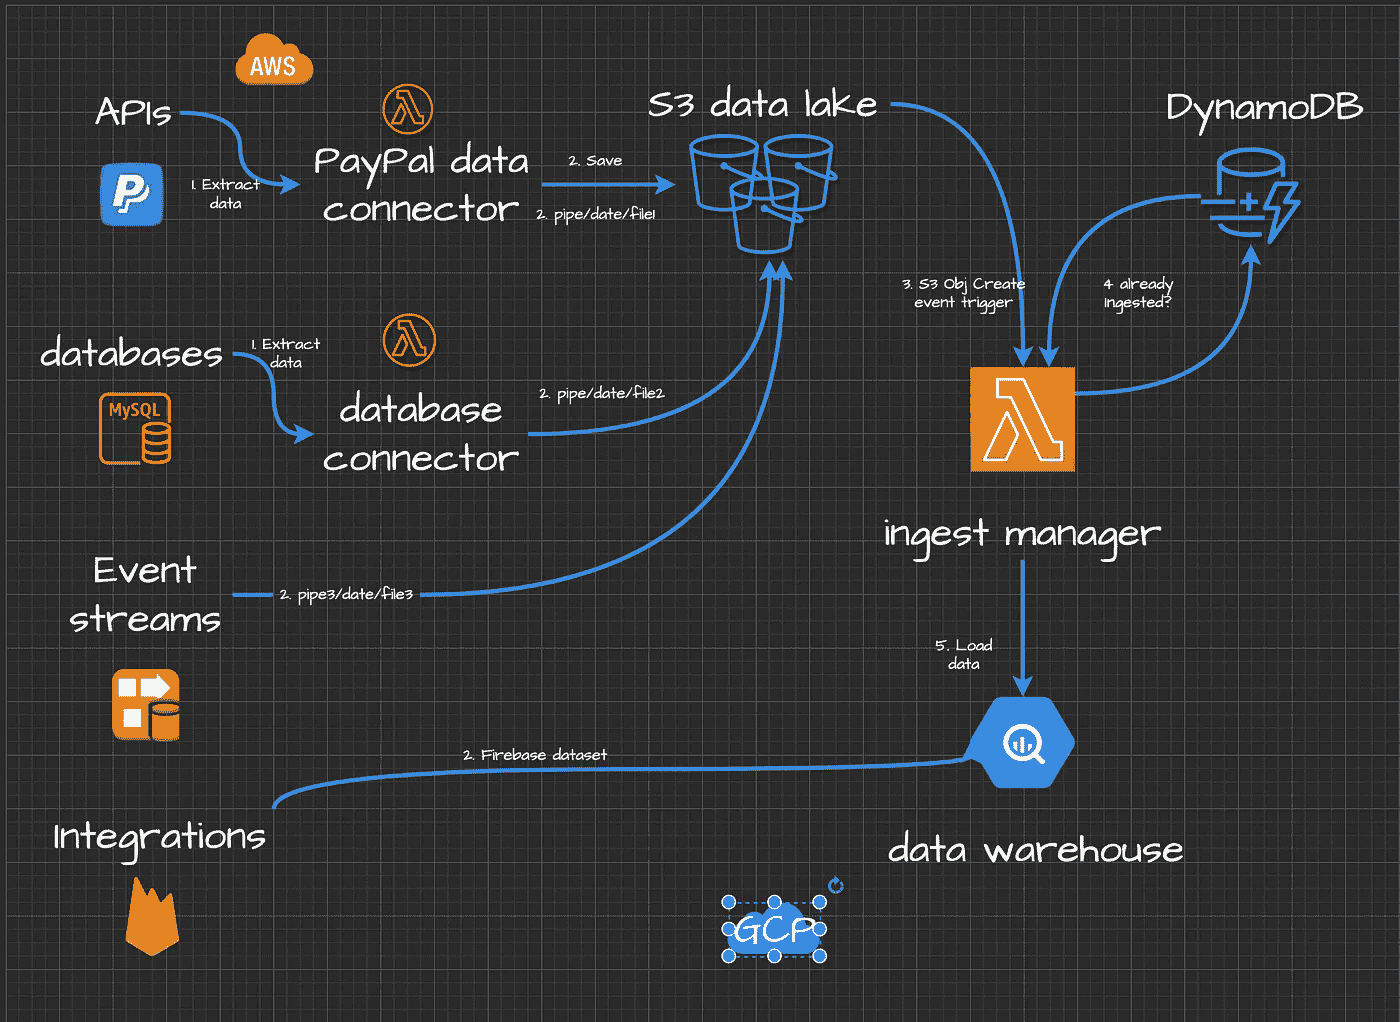 AWS
APIs
1. Extract
data
PayPal data
connector
2. Save
2. pipe/date/file1
S3 data lake
DynamoDB
3. S3 Obj Create
event trigger
4 already
ingested?
databases
MySQL
1. Extract
data
database
connector
2. pipe/date/file2
ingest manager
Event
streams
2. pipe3/date/file3
5. Load
data
2. Firebase dataset
Integrations
data warehouse
GCP